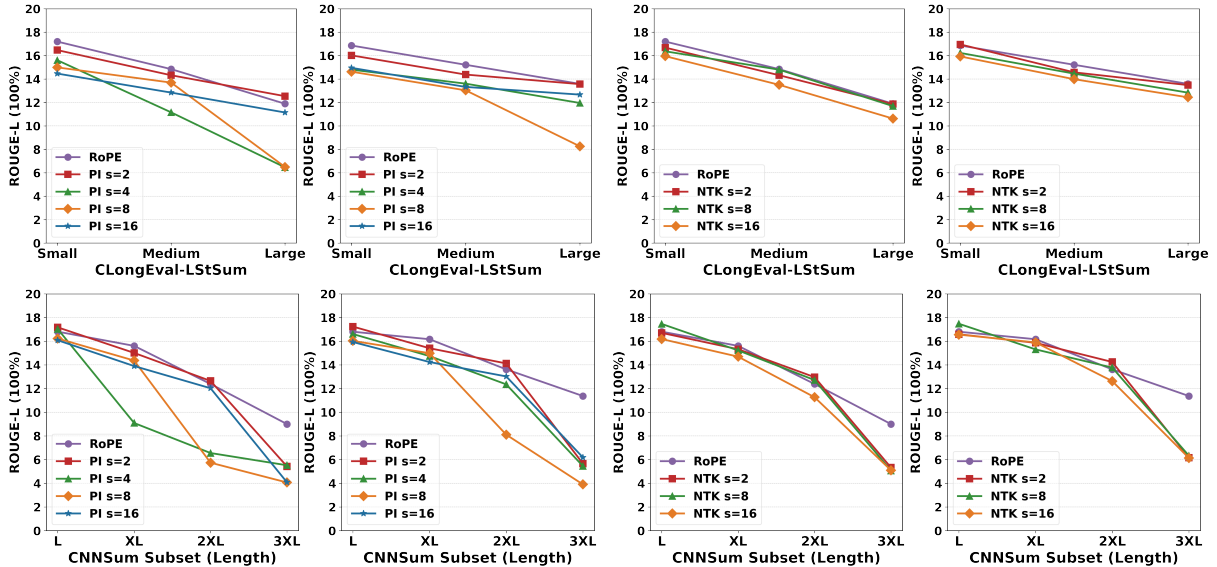 20
18
16
14
12
10
8
6
4
2
0
ROUGE-L (100%)
RoPE
PI s=2
PI s=4
PI s=8
PI s=16
Small Medium Large
CLongEval-LStSum
20
18
16
14
12
10
8
6
4
2
0
ROUGE-L (100%)
RoPE
PI s=2
PI s=4
PI s=8
PI s=16
Small Medium Large
CLongEval-LStSum
20
18
16
14
12
10
8
6
4
2
0
ROUGE-L (100%)
RoPE
NTK s=2
NTK s=8
NTK s=16
Small Medium Large
CLongEval-LStSum
20
18
16
14
12
10
8
6
4
2
0
ROUGE-L (100%)
RoPE
NTK s=2
NTK s=8
NTK s=16
Small Medium Large
CLongEval-LStSum
20
18
16
14
12
10
8
6
4
2
0
ROUGE-L (100%)
RoPE
PI s=2
PI s=4
PI s=8
PI s=16
L XL 2XL 3XL
CNNSum Subset (Length)
20
18
16
14
12
10
8
6
4
2
0
ROUGE-L (100%)
RoPE
PI s=2
PI s=4
PI s=8
PI s=16
L XL 2XL 3XL
CNNSum Subset (Length)
20
18
16
14
12
10
8
6
4
2
0
ROUGE-L (100%)
RoPE
NTK s=2
NTK s=8
NTK s=16
L XL 2XL 3XL
CNNSum Subset (Length)
20
18
16
14
12
10
8
6
4
2
0
ROUGE-L (100%)
RoPE
NTK s=2
NTK s=8
NTK s=16
L XL 2XL 3XL
CNNSum Subset (Length)